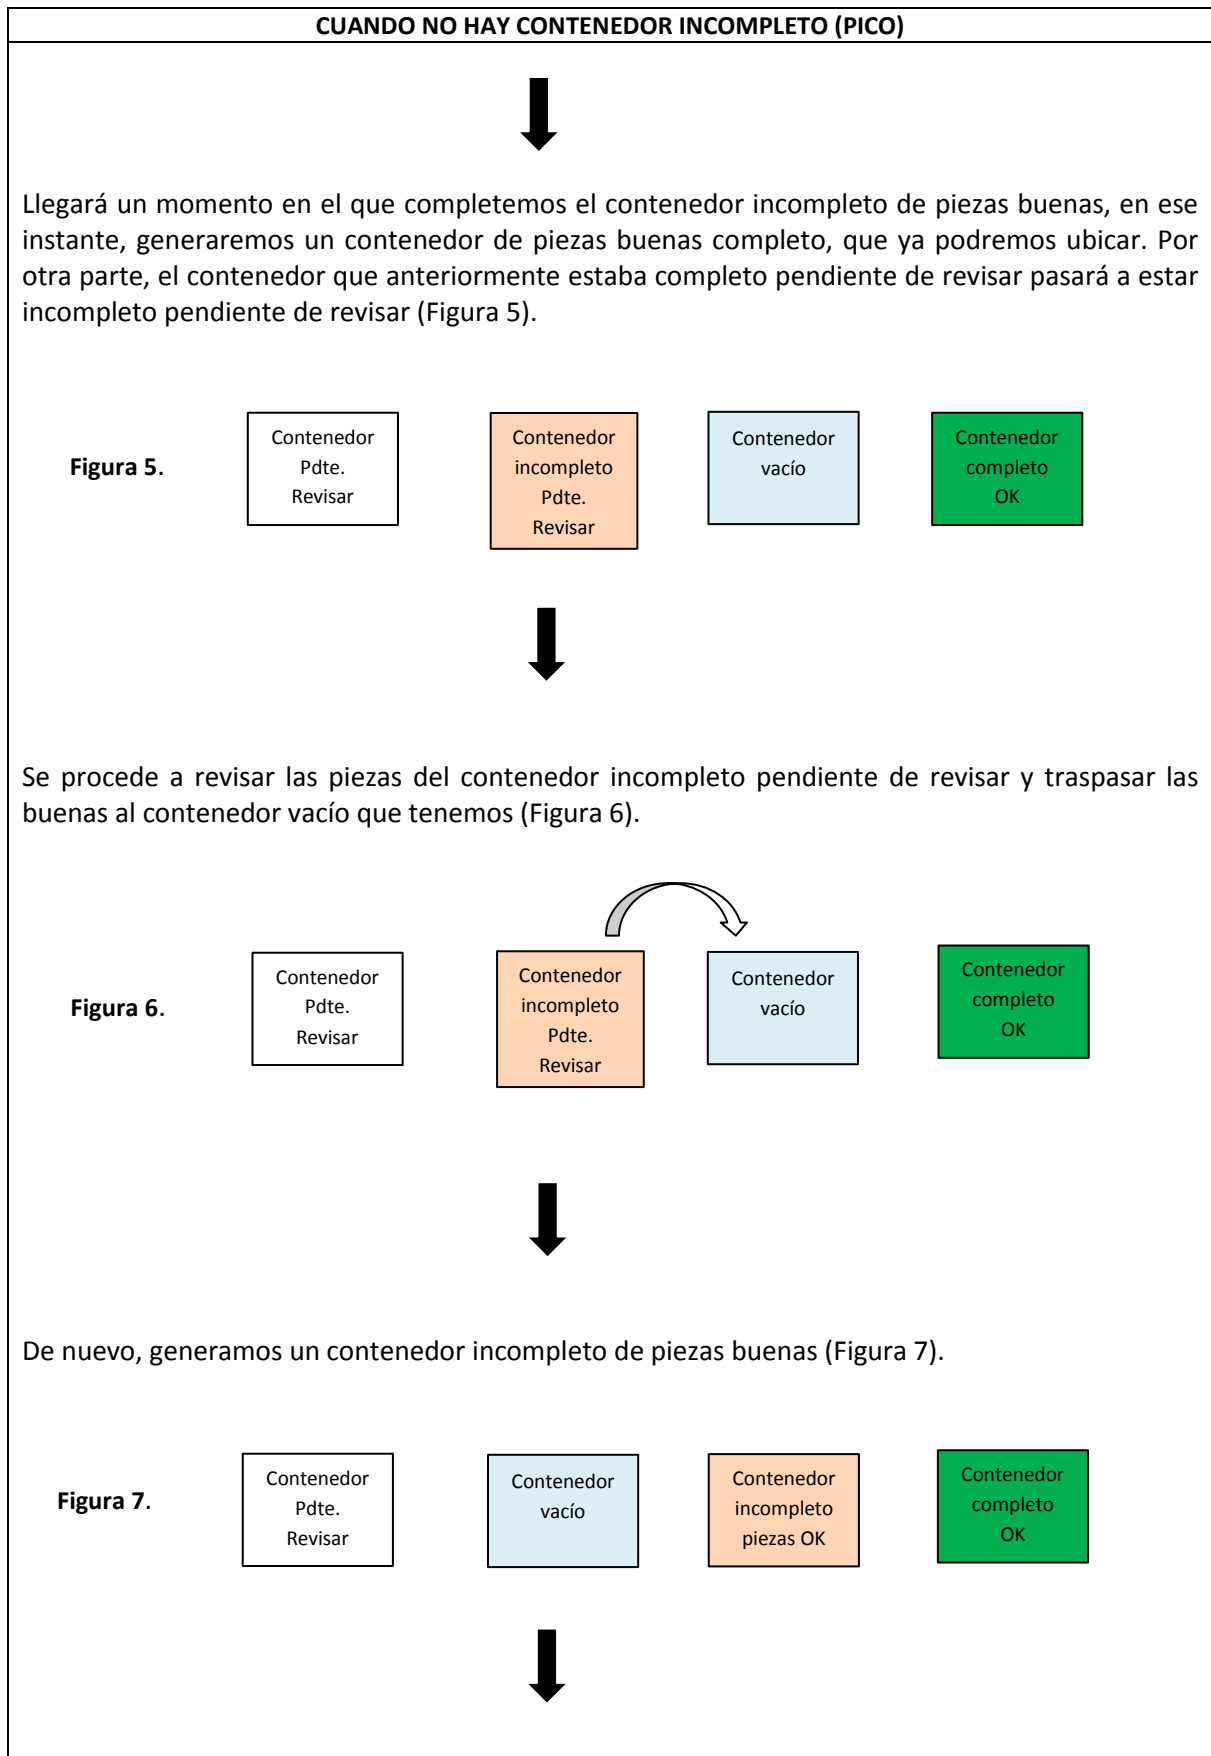 CUANDO NO HAY CONTENEDOR INCOMPLETO (PICO)
Llegará un momento en el que completemos el contenedor incompleto de piezas buenas, en ese
instante, generaremos un contenedor de piezas buenas completo, que ya podremos ubicar. Por
otra parte, el contenedor que anteriormente estaba completo pendiente de revisar pasará a estar
incompleto pendiente de revisar (Figura 5).
Figura 5.
Contenedor
Pdte.
Revisar
Contenedor
incompleto
Pdte.
Revisar
Contenedor
vacío
Contenedor
completo
OK
Se procede a revisar las piezas del contenedor incompleto pendiente de revisar y traspasar las
buenas al contenedor vacío que tenemos (Figura 6).
Figura 6.
Contenedor
Pdte.
Revisar
Contenedor
incompleto
Pdte.
Revisar
Contenedor
vacío
Contenedor
completo
OK
De nuevo, generamos un contenedor incompleto de piezas buenas (Figura 7).
Figura 7.
Contenedor
Pdte.
Revisar
Contenedor
vacío
Contenedor
incompleto
piezas OK
Contenedor
completo
OK